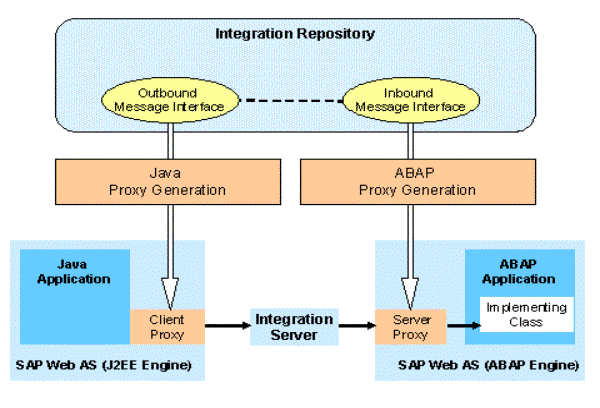 Integration Repository
Outbound
Message Interface
Inbound
Message Interface
Java
Proxy Generation
ABAP
Proxy Generation
Java
Application
ABAP
Application
Client
Proxy
Integration
Server
Server
Proxy
Implementing
Class
SAP Web AS (J2EE Engine)
SAP Web AS (ABAP Engine)